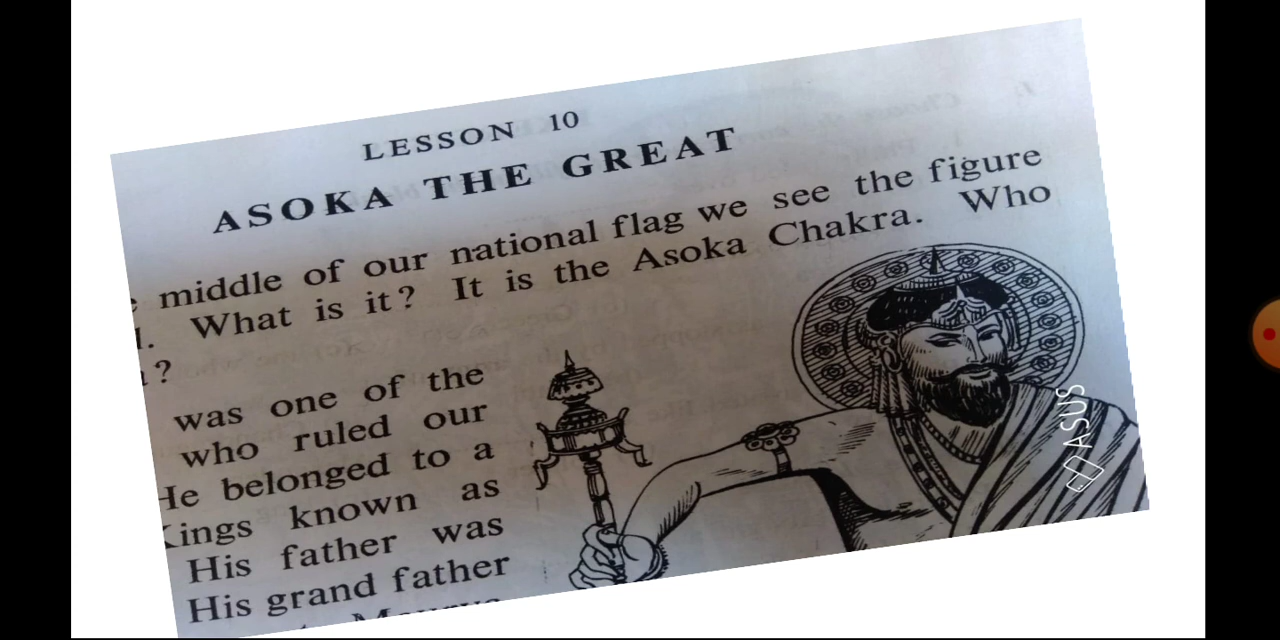 LESSON 10
ASOKA THE GREAT
middle of our national flag we see the figure
What is it? It is the Asoka Chakra. Who
?
was one of the
who ruled our
He belonged to a
Kings known as
His father was
His grand father
ASUS